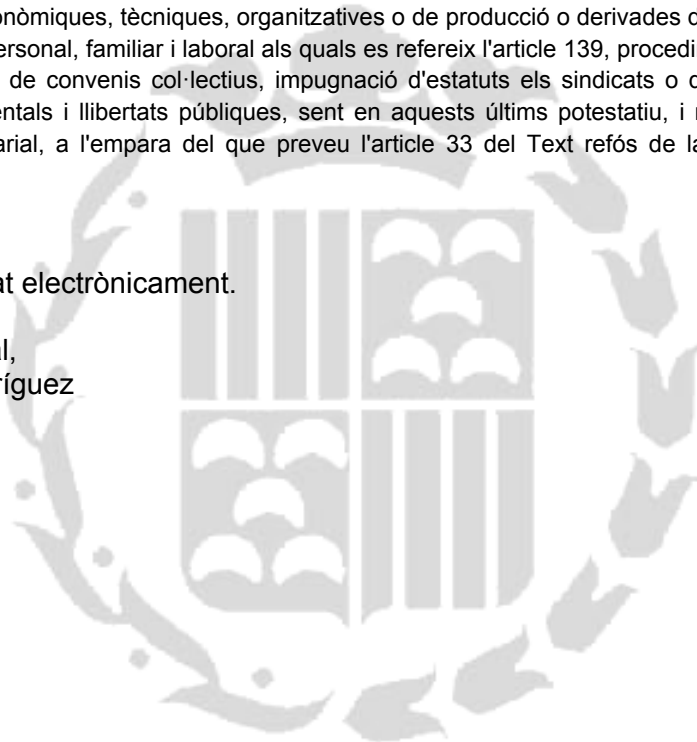 onòmiques, tècniques, organitzatives o de producció o derivades d
ersonal, familiar i laboral als quals es refereix l'article 139, procedi
de convenis col·lectius, impugnació d'estatuts els sindicats o d
entals i llibertats públiques, sent en aquests últims potestatiu, i
arial, a l'empara del que preveu l'article 33 del Text refós de la
at electrònicament.
al,
ríguez